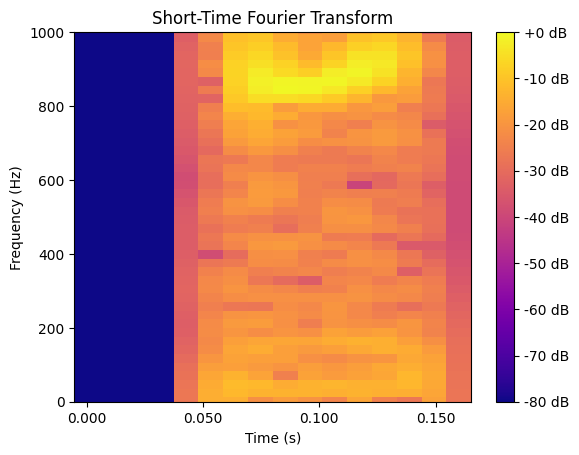 Short-Time Fourier Transform
1000
800
600
400
200
0
Frequency (Hz)
0.000
0.050
0.100
0.150
Time (s)
+0 dB
-10 dB
-20 dB
-30 dB
-40 dB
-50 dB
-60 dB
-70 dB
-80 dB